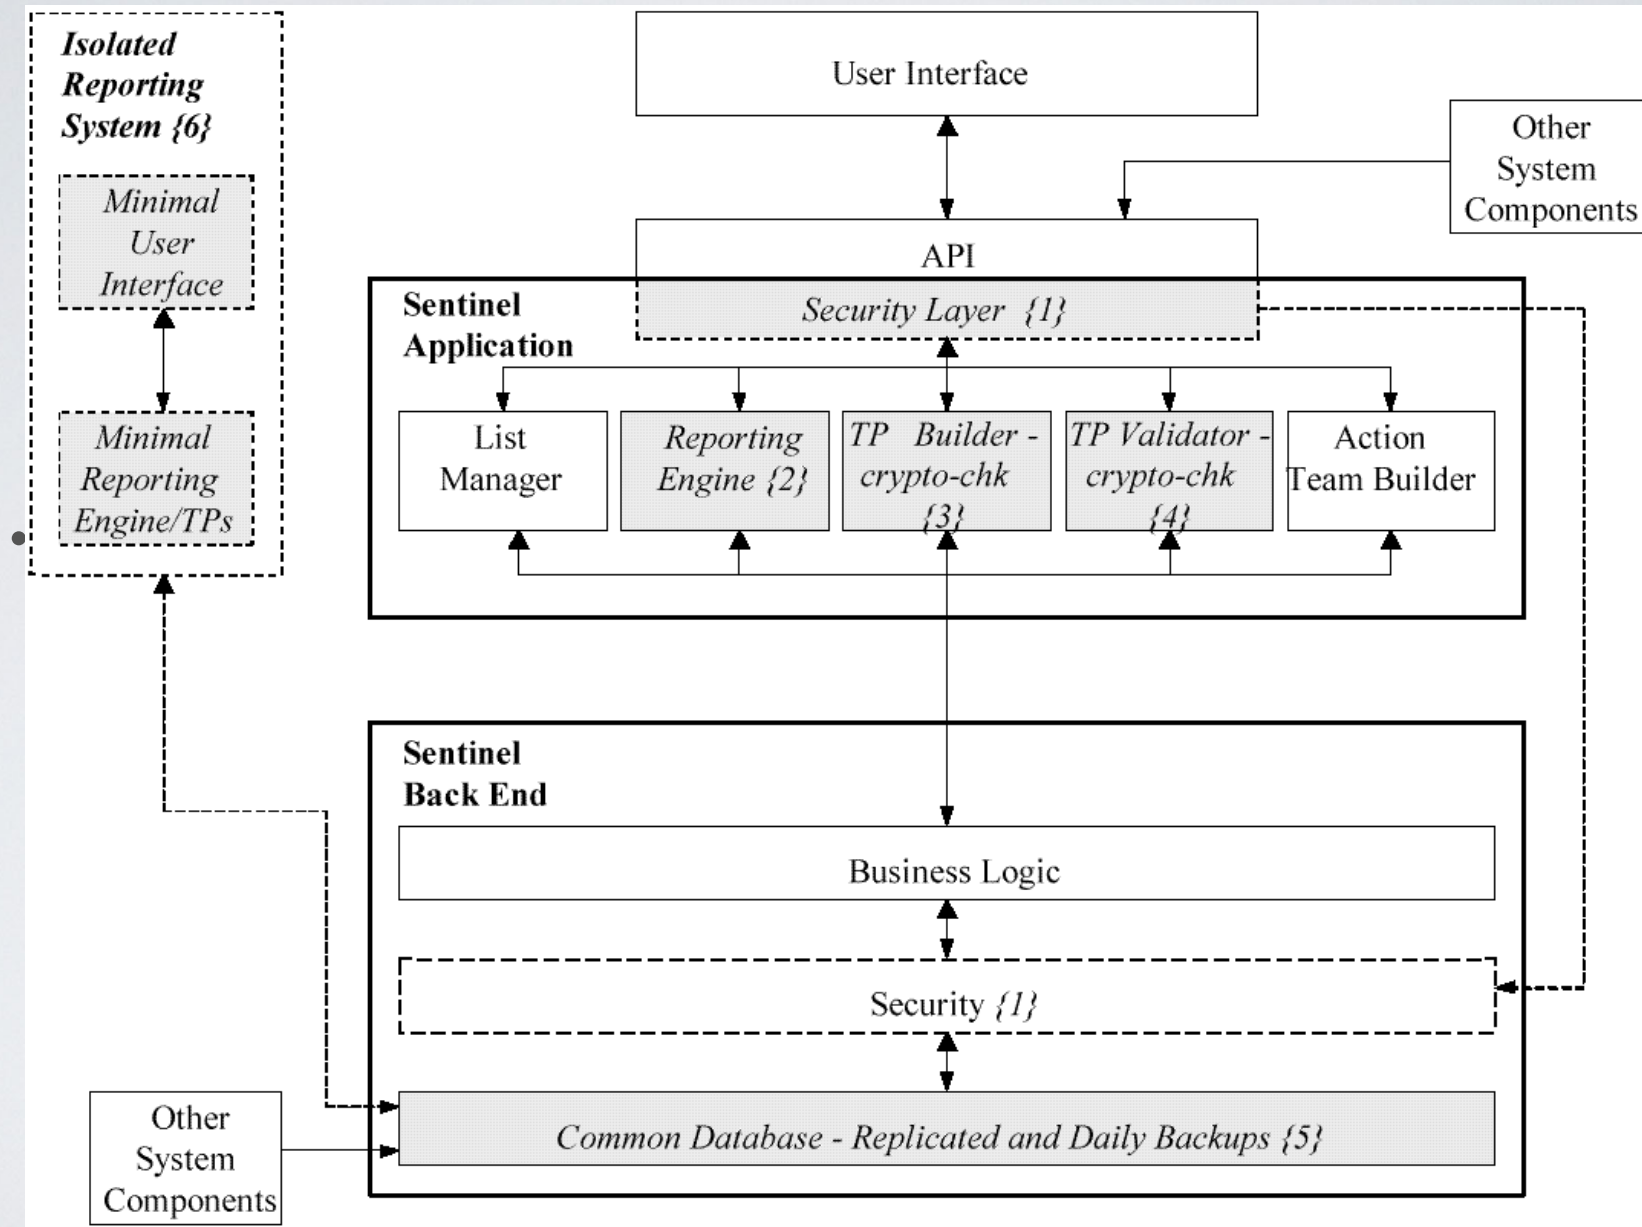 Isolated
Reporting
System {6}
Minimal
User
Interface
Minimal
Reporting
Engine/TPs
User Interface
Other
System
Components
API
Security Layer {1}
Sentinel
Application
List
Manager
Reporting
Engine {2}
TP Builder -
crypto-chk
{3}
TP Validator -
crypto-chk
{4}
Action
Team Builder
Sentinel
Back End
Business Logic
Security {1}
Common Database - Replicated and Daily Backups {5}
Other
System
Components